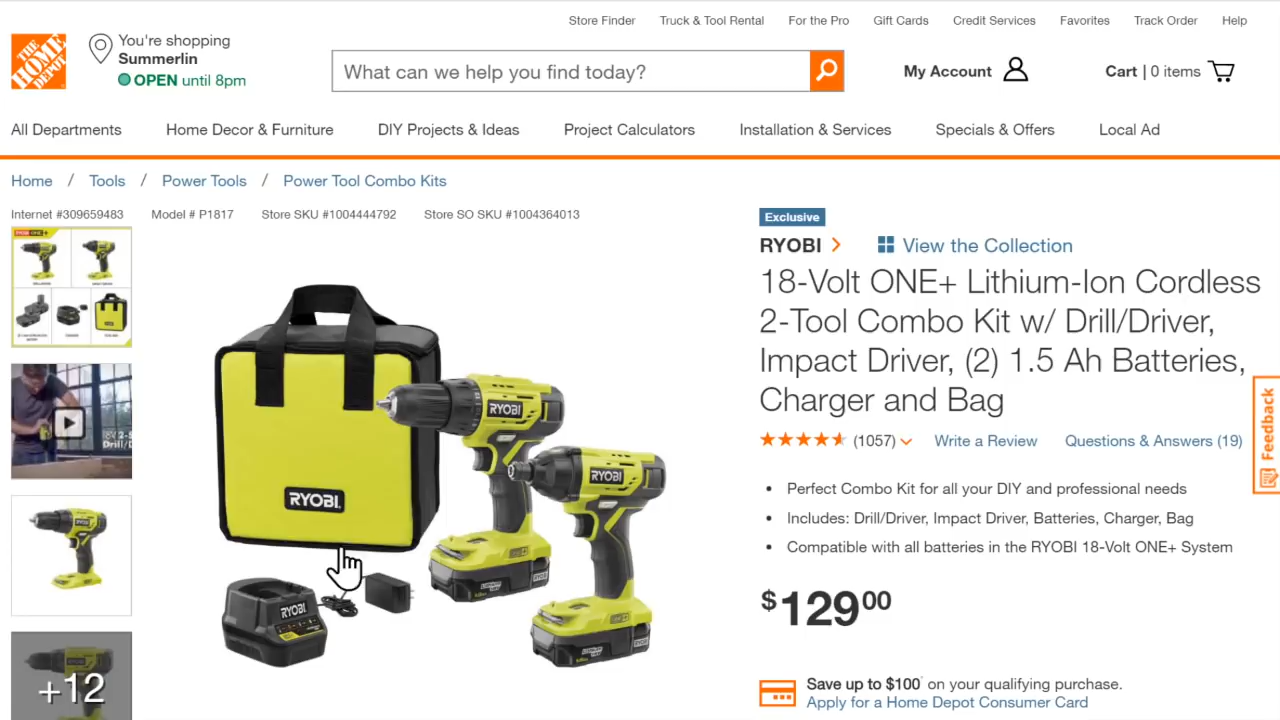 Store Finder Truck & Tool Rental For the Pro Gift Cards Credit Services Favorites Track Order Help
THE HOME DEPOT
You're shopping
Summerlin
OPEN until 8pm
What can we help you find today?
My Account
Cart | 0 items
All Departments Home Decor & Furniture DIY Projects & Ideas Project Calculators Installation & Services Specials & Offers Local Ad
Home / Tools / Power Tools / Power Tool Combo Kits
Internet #309659483 Model # P1817 Store SKU #1004444792 Store SO SKU #1004364013
Exclusive
RYOBI View the Collection
18-Volt ONE+ Lithium-Ion Cordless
2-Tool Combo Kit w/ Drill/Driver,
Impact Driver, (2) 1.5 Ah Batteries,
Charger and Bag
(1057) Write a Review Questions & Answers (19)
Perfect Combo Kit for all your DIY and professional needs
Includes: Drill/Driver, Impact Driver, Batteries, Charger, Bag
Compatible with all batteries in the RYOBI 18-Volt ONE+ System
$12900
Save up to $100 on your qualifying purchase.
Apply for a Home Depot Consumer Card
Feedback
RYOBI
RYOBI
RYOBI
RYOBI
+12